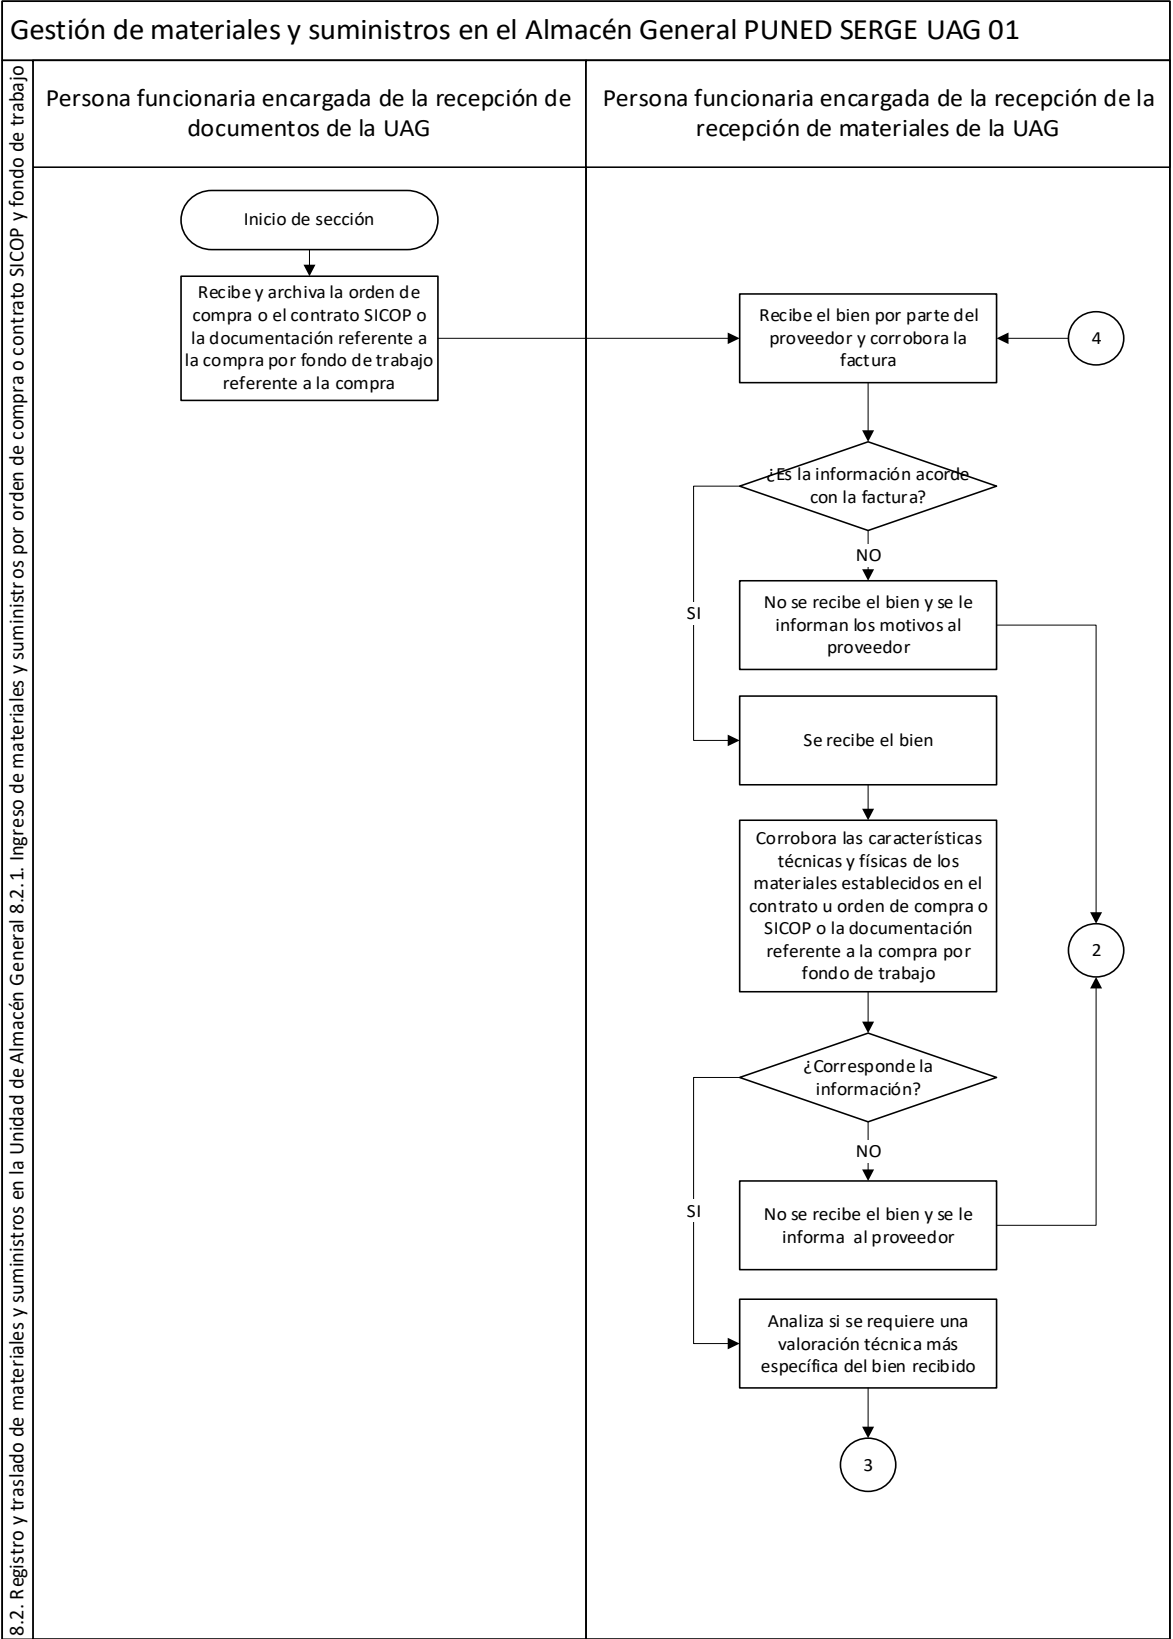 Gestión de materiales y suministros en el Almacén General PUNED SERGE UAG 01
8.2. Registro y traslado de materiales y suministros en la Unidad de Almacén General 8.2.1. Ingreso de materiales y suministros por orden de compra o contrato SICOP y fondo de trabajo
Persona funcionaria encargada de la recepción de
documentos de la UAG
Persona funcionaria encargada de la recepción de la
recepción de materiales de la UAG
Inicio de sección
Recibe y archiva la orden de
compra o el contrato SICOP o
la documentación referente a
la compra por fondo de trabajo
referente a la compra
Recibe el bien por parte del
proveedor y corrobora la
factura
4
¿Es la información acorde
con la factura?
NO
SI
No se recibe el bien y se le
informan los motivos al
proveedor
Se recibe el bien
Corrobora las características
técnicas y físicas de los
materiales establecidos en el
contrato u orden de compra o
SICOP o la documentación
referente a la compra por
fondo de trabajo
2
¿Corresponde la
información?
NO
SI
No se recibe el bien y se le
informa al proveedor
Analiza si se requiere una
valoración técnica más
específica del bien recibido
3